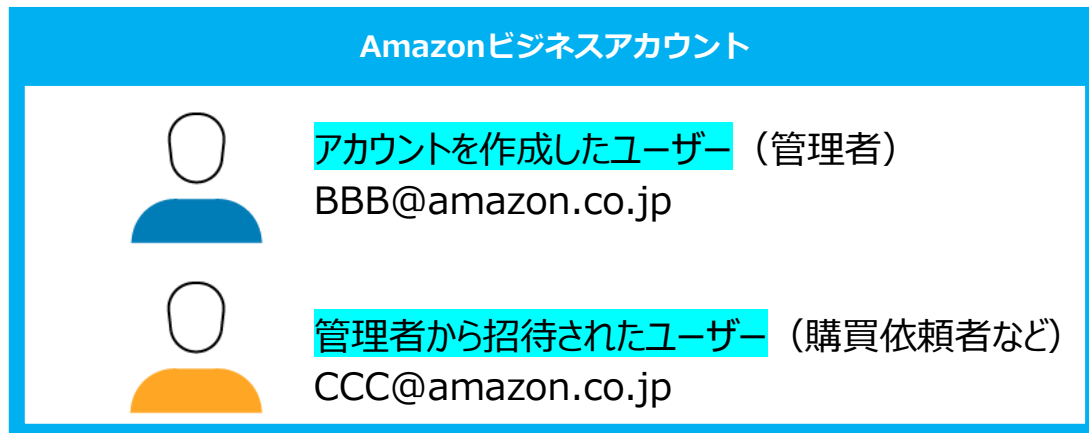 Amazonビジネスアカウント
アカウントを作成したユーザー（管理者）
BBB@amazon.co.jp
管理者から招待されたユーザー（購買依頼者など）
CCC@amazon.co.jp